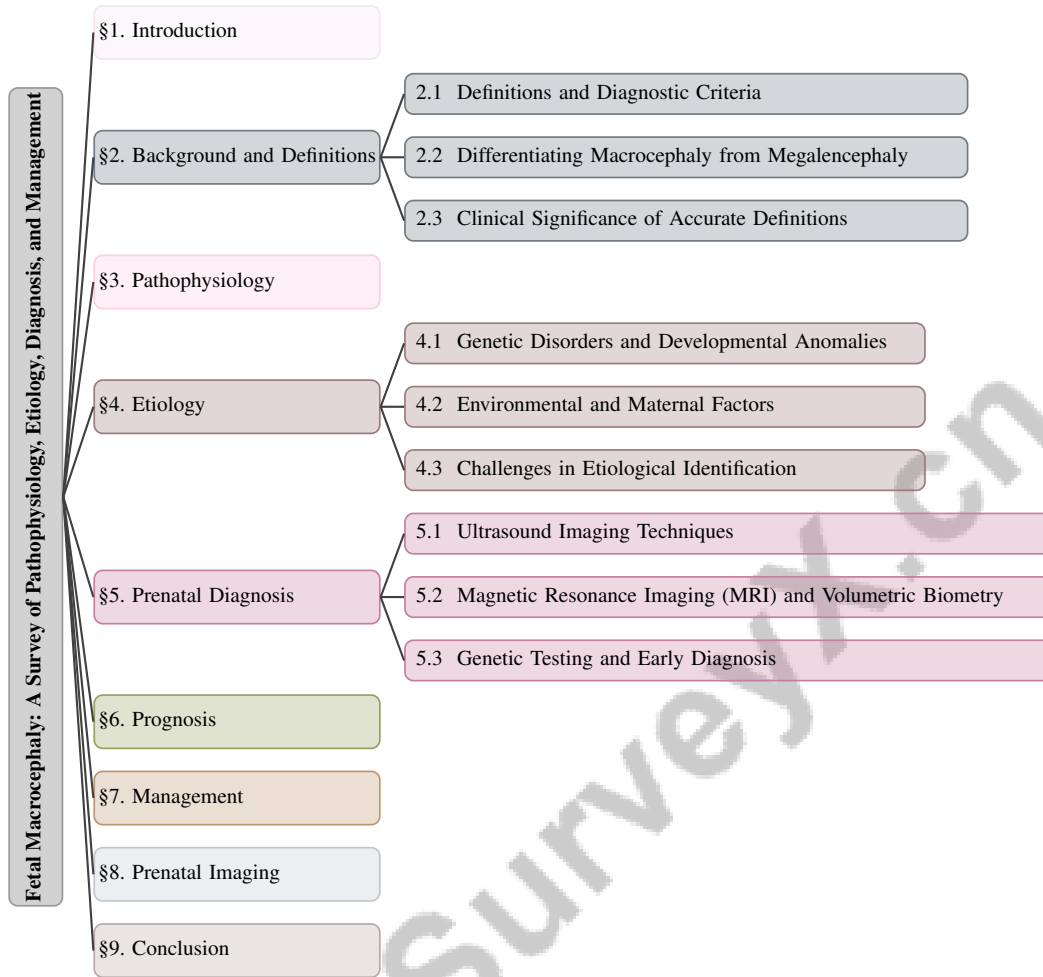 Fetal Macrocephaly: A Survey of Pathophysiology, Etiology, Diagnosis, and Management
§1. Introduction
§2. Background and Definitions
2.1 Definitions and Diagnostic Criteria
2.2 Differentiating Macrocephaly from Megalencephaly
2.3 Clinical Significance of Accurate Definitions
§3. Pathophysiology
§4. Etiology
4.1 Genetic Disorders and Developmental Anomalies
4.2 Environmental and Maternal Factors
4.3 Challenges in Etiological Identification
§5. Prenatal Diagnosis
5.1 Ultrasound Imaging Techniques
5.2 Magnetic Resonance Imaging (MRI) and Volumetric Biometry
5.3 Genetic Testing and Early Diagnosis
§6. Prognosis
§7. Management
§8. Prenatal Imaging
§9. Conclusion
Surveyx.cn